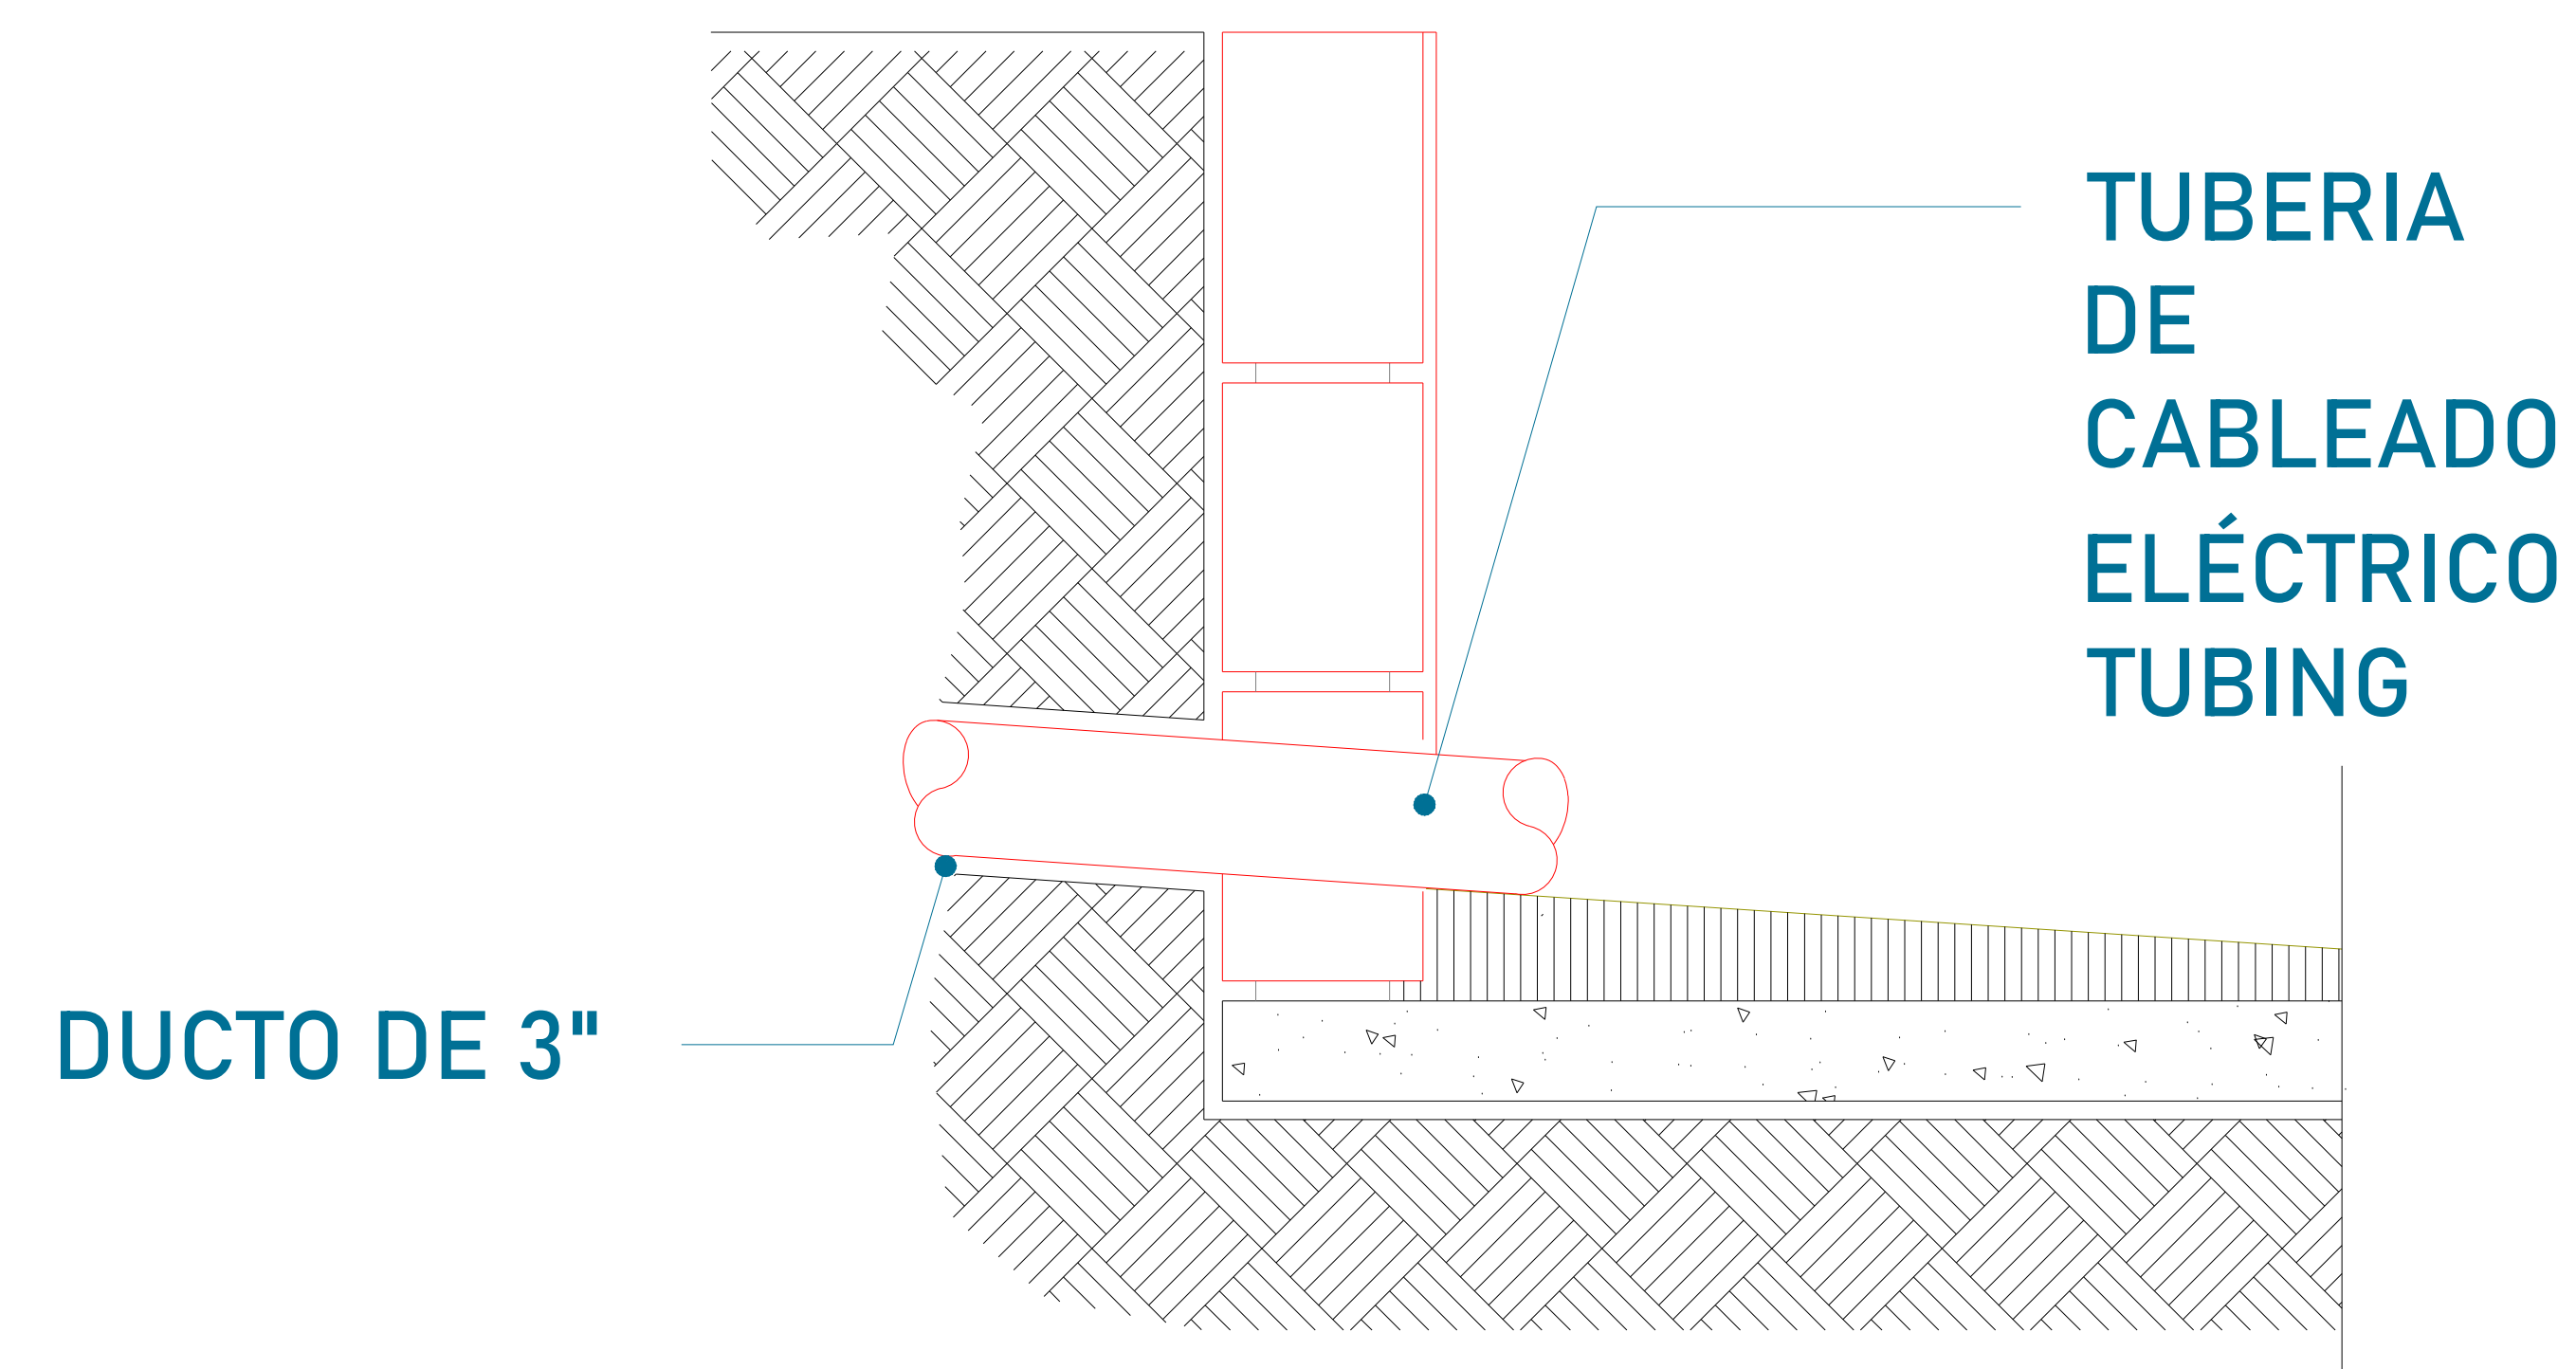 TUBERIA
DE
CABLEADO
ELÉCTRICO
TUBING
DUCTO DE 3"